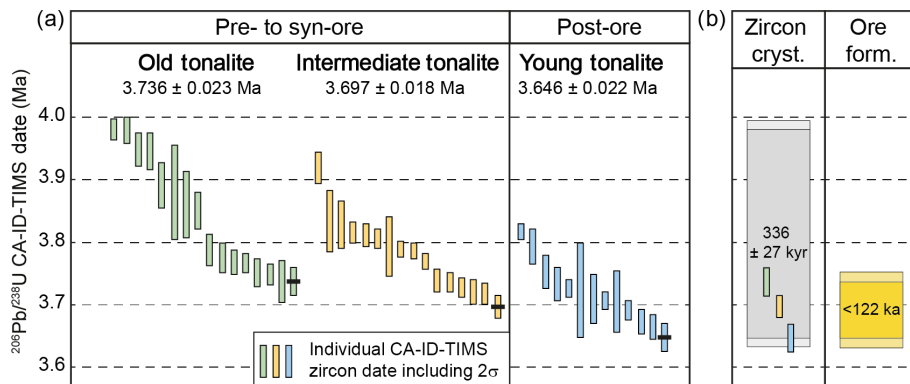 (a)
Pre- to syn-ore
Post-ore
(b)
Zircon
cryst.
Ore
form.
Old tonalite
3.736 ± 0.023 Ma
Intermediate tonalite
3.697 ± 0.018 Ma
Young tonalite
3.646 ± 0.022 Ma
²⁰⁶Pb/²³⁸U CA-ID-TIMS date (Ma)
4.0
3.9
3.8
3.7
3.6
336
± 27 kyr
<122 ka
Individual CA-ID-TIMS
zircon date including 2σ